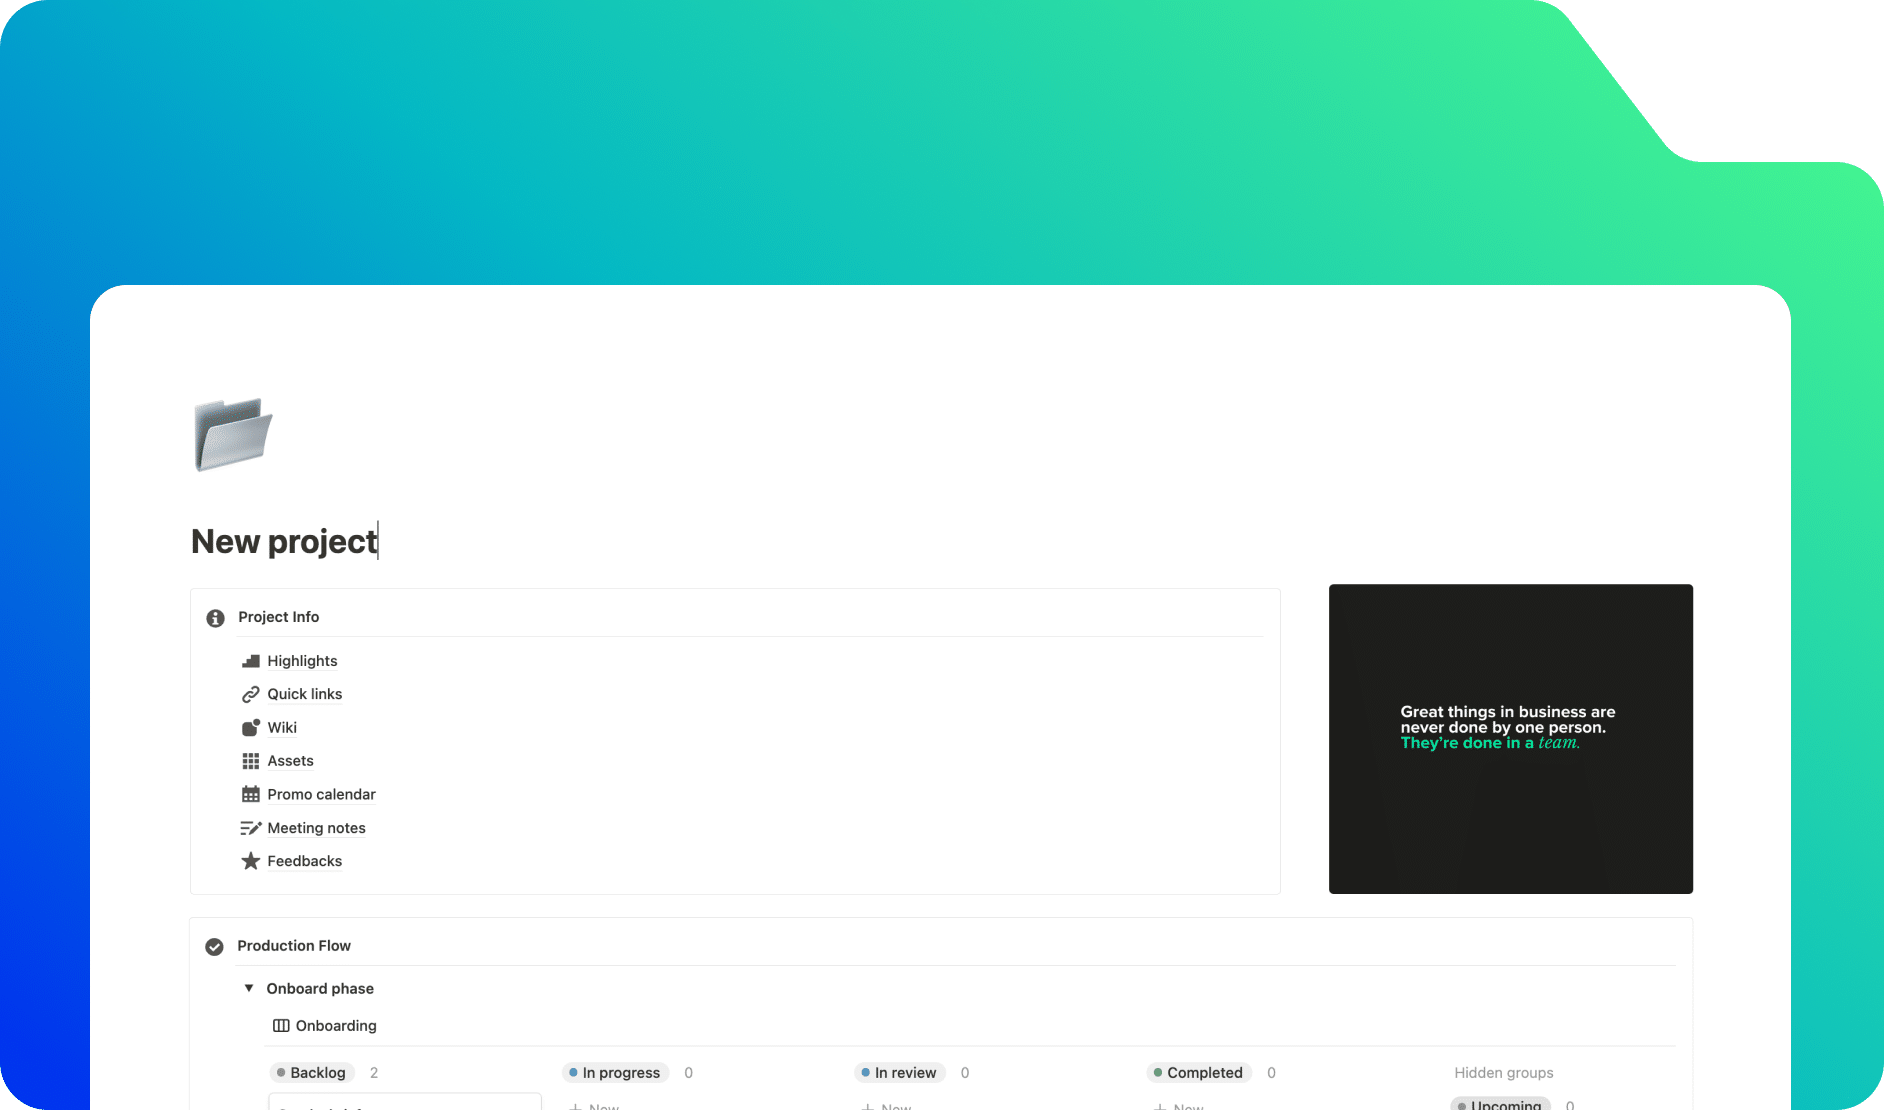 New project
Project Info
Highlights
Quick links
Wiki
Assets
Promo calendar
Meeting notes
Feedbacks
Great things in business are
never done by one person.
They're done in a team.
Production Flow
Onboard phase
Onboarding
Backlog 2 In progress 0 In review 0 Completed 0 Hidden groups
New New New Upcoming 0